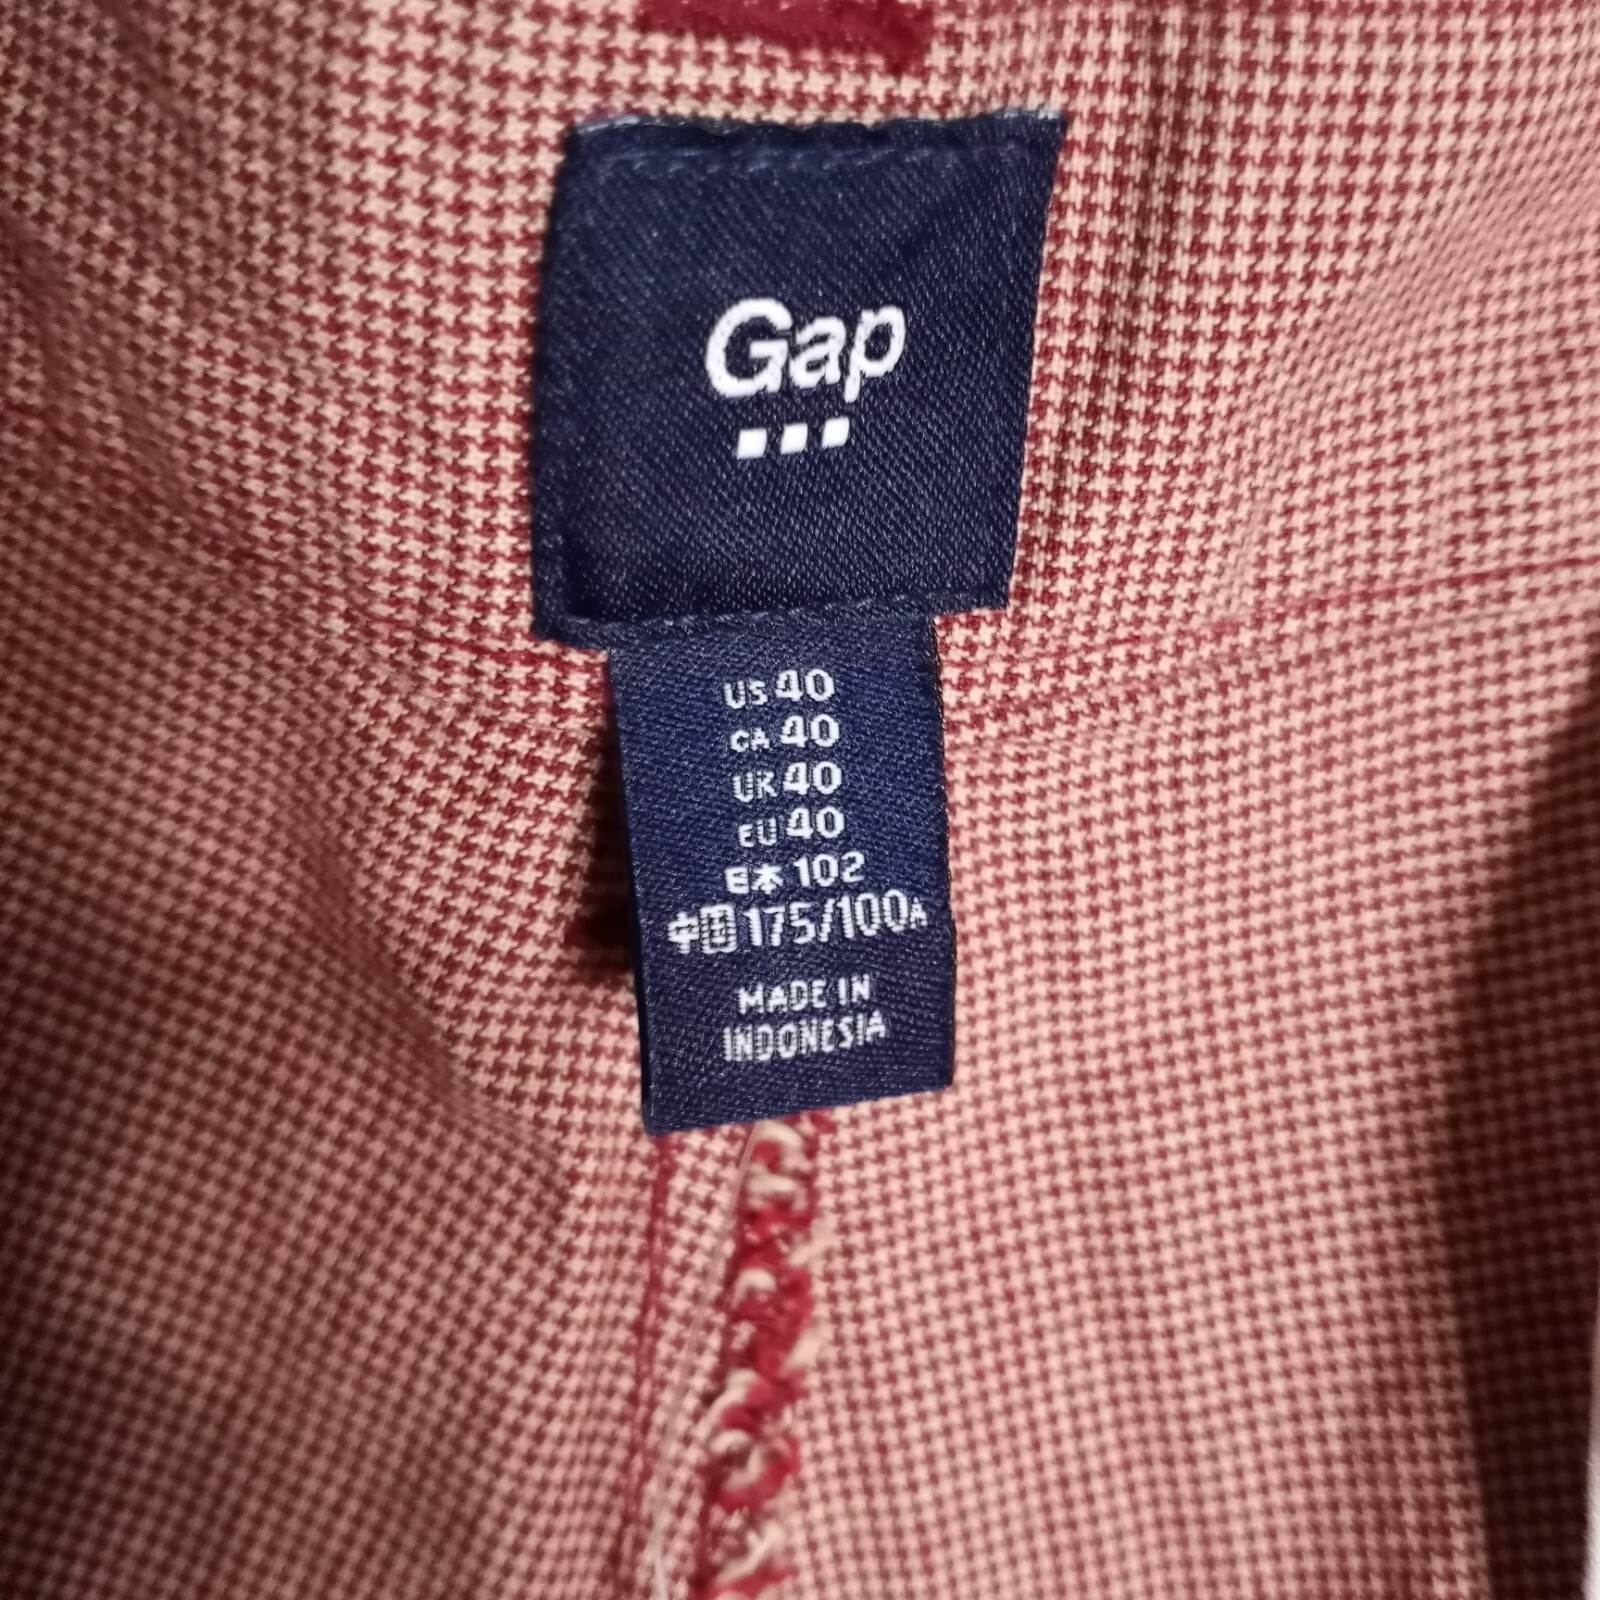 Gap
US 40
CA 40
UK 40
EU 40
日本 102
中国 175/100A
MADE IN
INDONESIA